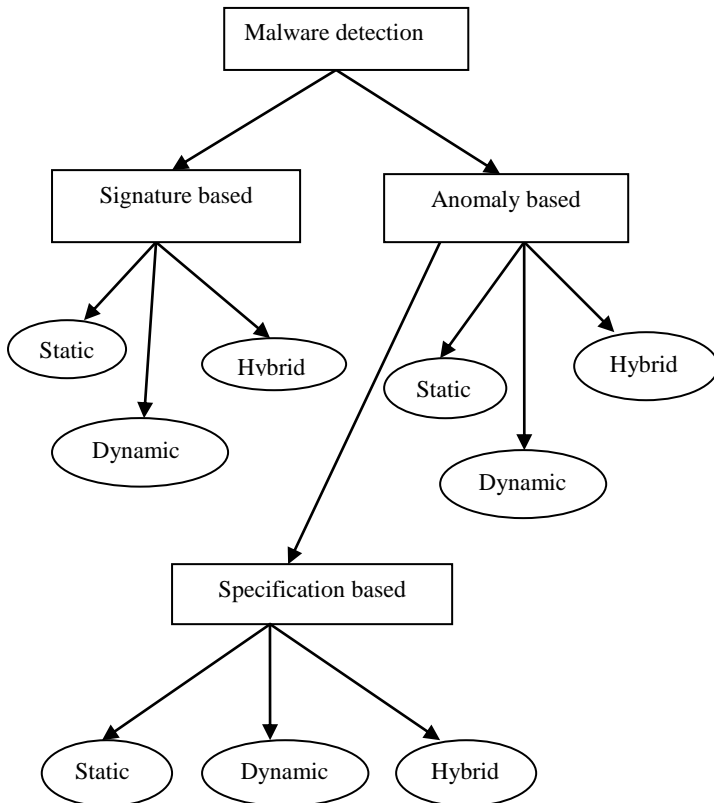 Malware detection
Signature based
Anomaly based
Static
Hybrid
Dynamic
Static
Hybrid
Dynamic
Specification based
Static
Dynamic
Hybrid